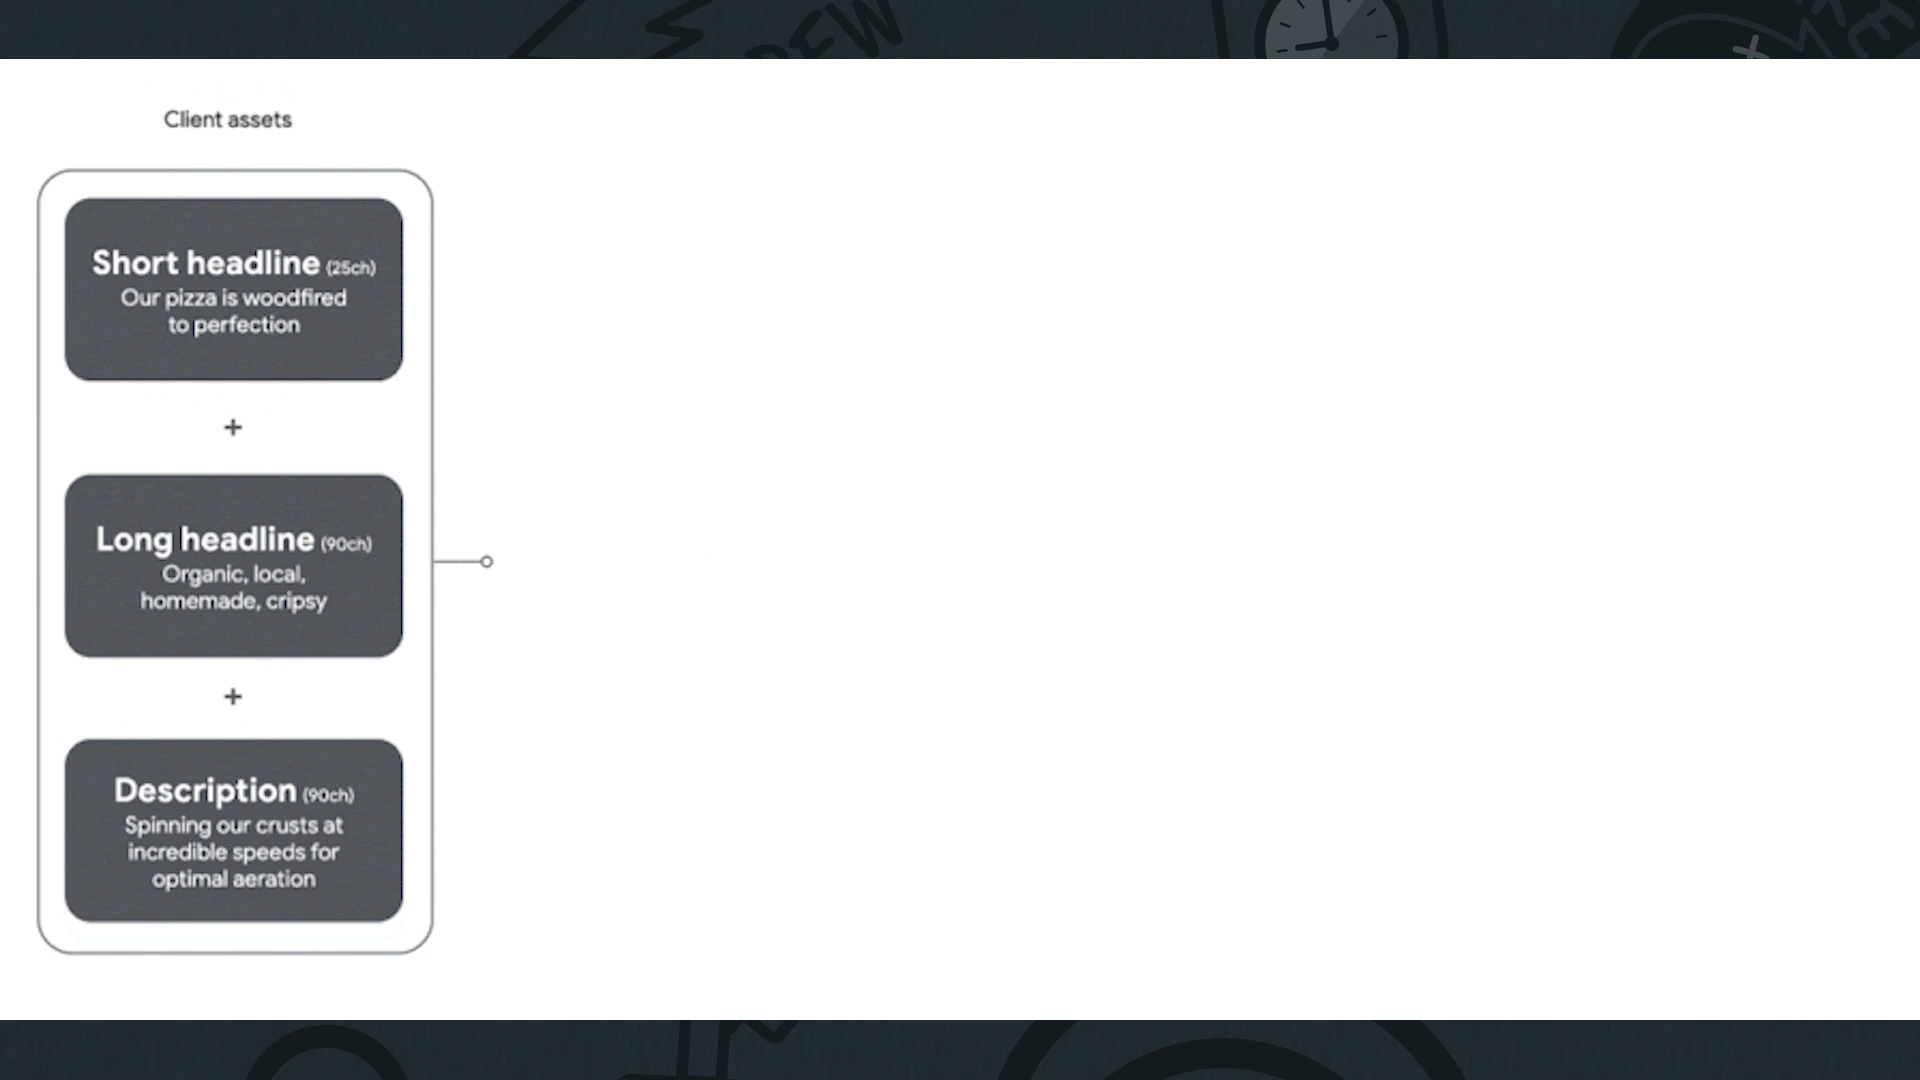 Client assets
Short headline (25ch)
Our pizza is woodfired
to perfection
+
Long headline (90ch)
Organic, local,
homemade, cripsy
+
Description (90ch)
Spinning our crusts at
incredible speeds for
optimal aeration